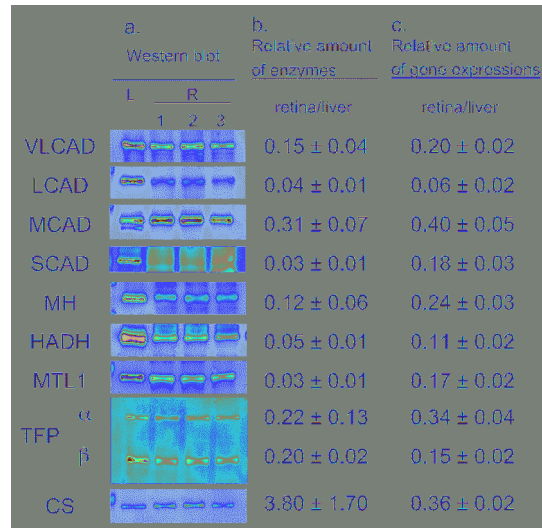 a. b. c.
Western blot Relative amount of enzymes Relative amount of gene expressions
L R retina/liver retina/liver
1 2 3
VLCAD 0.15 ± 0.04 0.20 ± 0.02
LCAD 0.04 ± 0.01 0.06 ± 0.02
MCAD 0.31 ± 0.07 0.40 ± 0.05
SCAD 0.03 ± 0.01 0.18 ± 0.03
MH 0.12 ± 0.06 0.24 ± 0.03
HADH 0.05 ± 0.01 0.11 ± 0.02
MTL1 0.03 ± 0.01 0.17 ± 0.02
TFP α 0.22 ± 0.13 0.34 ± 0.04
β 0.20 ± 0.02 0.15 ± 0.02
CS 3.80 ± 1.70 0.36 ± 0.02